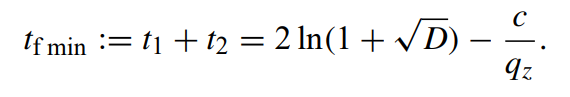 t_{f min} := t_1 + t_2 = 2 ln(1 + √D) − c/q_z.